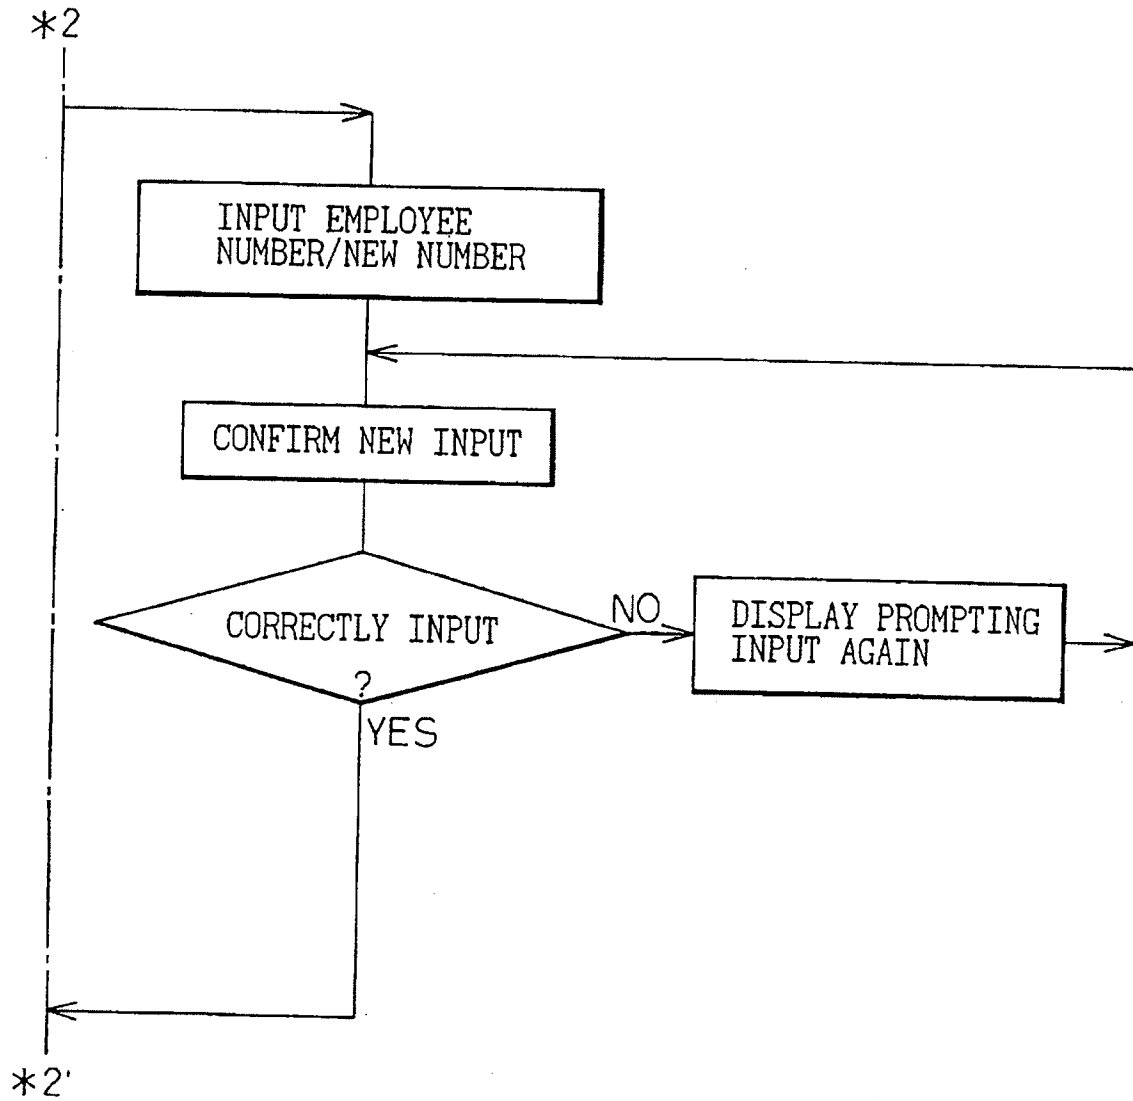 *2
INPUT EMPLOYEE
NUMBER/NEW NUMBER
CONFIRM NEW INPUT
CORRECTLY INPUT
?
NO
DISPLAY PROMPTING
INPUT AGAIN
YES
*2'